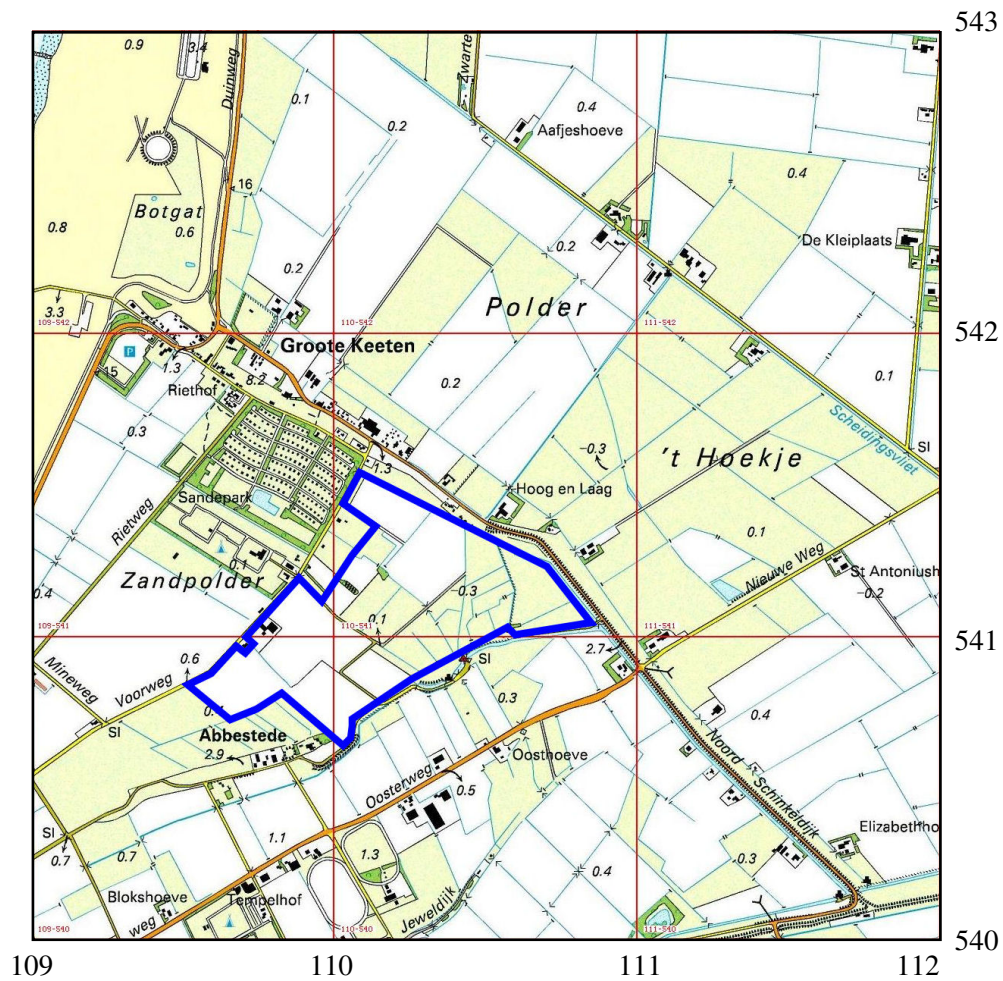 543
0.9
3.4
Duinweg
Zwarte
0.1
0.2
0.4
Aafjeshoeve
16
0.4
Botgat
0.6
0.8
0.2
De Kleiplaats
0.2
Polder
3.3
109-542
110-542
111-542
542
P
1.3
Groote Keeten
15
8.2
0.2
0.1
Riethof
Scheidingsvliet
0.3
-0.3
't Hoekje
SI
1.3
Hoog en Laag
Sandepark
Rietweg
0.1
0.1
Nieuwe Weg
St Antoniush
Zandpolder
0.4
-0.3
-0.2
0.1
110-541
111-541
541
2.7
0.6
SI
Mineweg
Voorweg
0.3
0.4
SI
Abbestede
2.9
Oosthoeve
Noord Schinkeldijk
Oosterweg
0.5
SI
0.7
0.7
1.1
Elizabethho
1.3
0.3
0.4
Blokshoeve
Tempelhof
weg
Jeweldijk
109-540
110-540
111-540
540
109
110
111
112